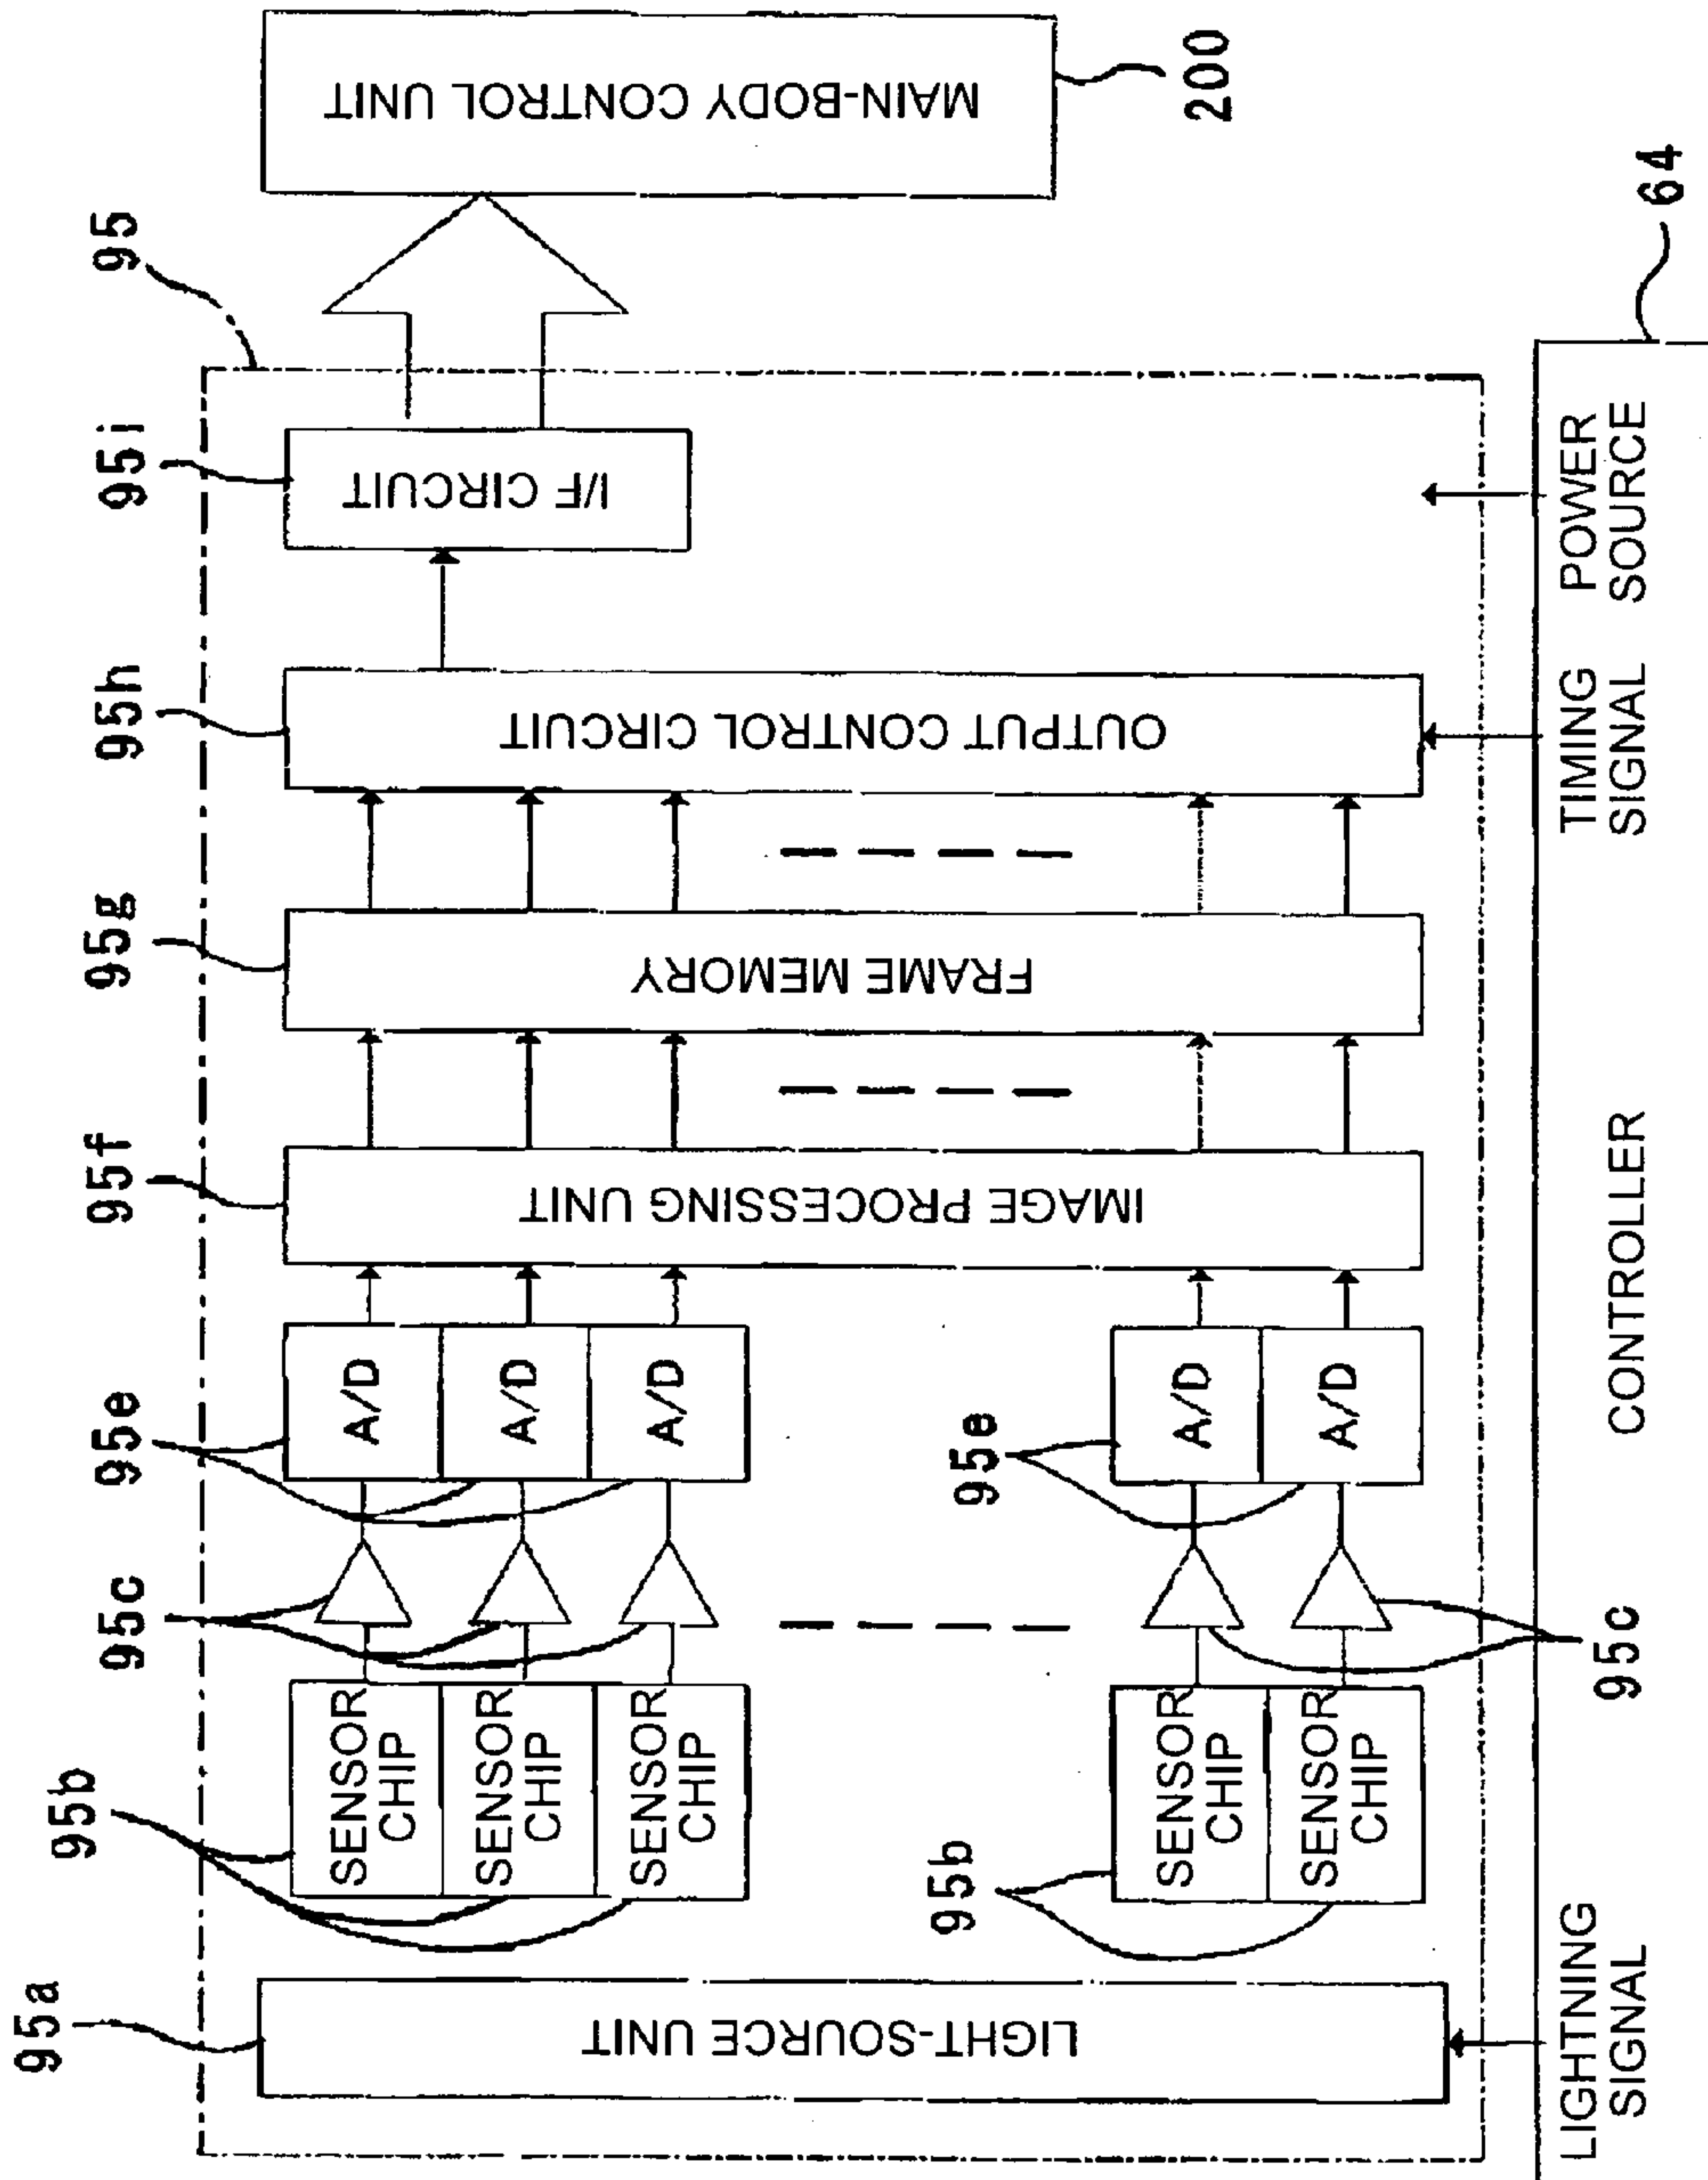 95
95a
LIGHT-SOURCE UNIT
95b
SENSOR
CHIP
SENSOR
CHIP
SENSOR
CHIP
95b
SENSOR
CHIP
SENSOR
CHIP
95c
95c
95e
A/D
A/D
A/D
95e
A/D
A/D
95f
IMAGE PROCESSING UNIT
95g
FRAME MEMORY
95h
OUTPUT CONTROL CIRCUIT
95i
I/F CIRCUIT
MAIN-BODY CONTROL UNIT
200
LIGHTNING
SIGNAL
CONTROLLER
TIMING
SIGNAL
POWER
SOURCE
64